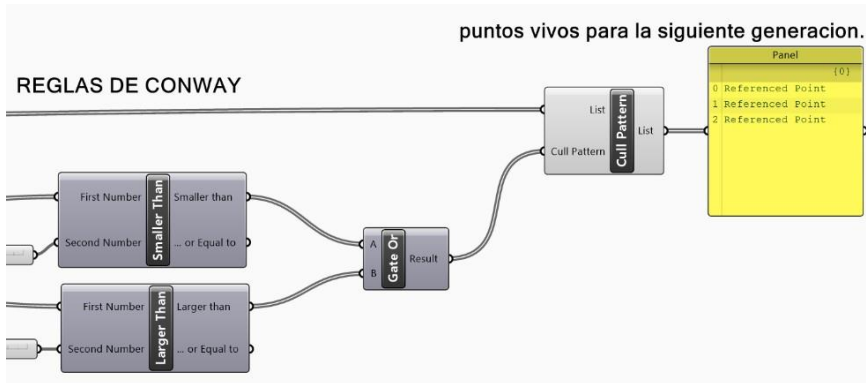 puntos vivos para la siguiente generacion.
REGLAS DE CONWAY
Panel
{0}
0 Referenced Point
1 Referenced Point
2 Referenced Point
List
Cull Pattern
Cull Pattern
List
First Number
Second Number
Smaller Than
Smaller than
... or Equal to
A
B
Gate Or
Result
First Number
Second Number
Larger Than
Larger than
... or Equal to